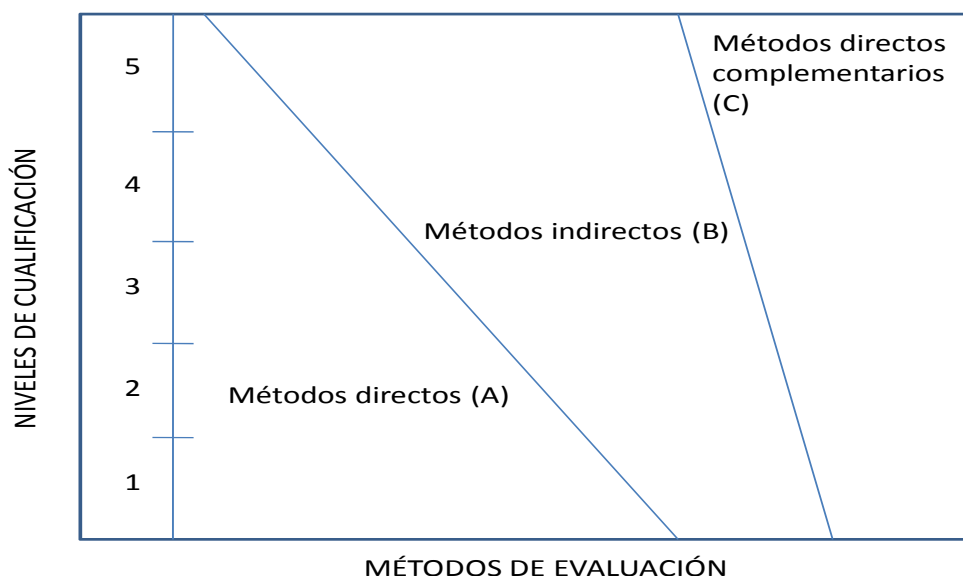 NIVELES DE CUALIFICACIÓN
5
4
3
2
1
Métodos directos
complementarios
(C)
Métodos indirectos (B)
Métodos directos (A)
MÉTODOS DE EVALUACIÓN